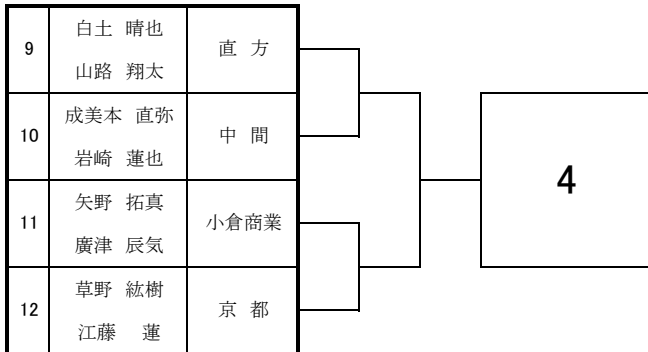 9
白土 晴也
山路 翔太
直 方
10
成美本 直弥
岩崎 蓮也
中 間
11
矢野 拓真
廣津 辰気
小倉商業
12
草野 紘樹
江藤 蓮
京 都
4